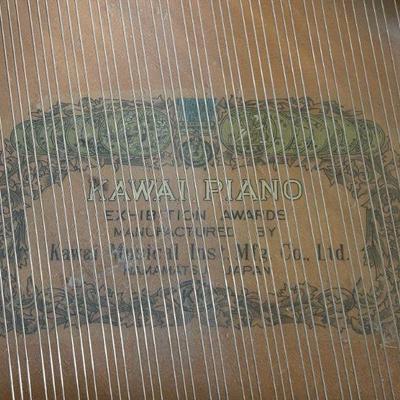 KAWAI PIANO
EXHIBITION AWARDS
MANUFACTURED BY
Kawai Musical Inst. Mfg. Co., Ltd.
HAMAMATSU JAPAN